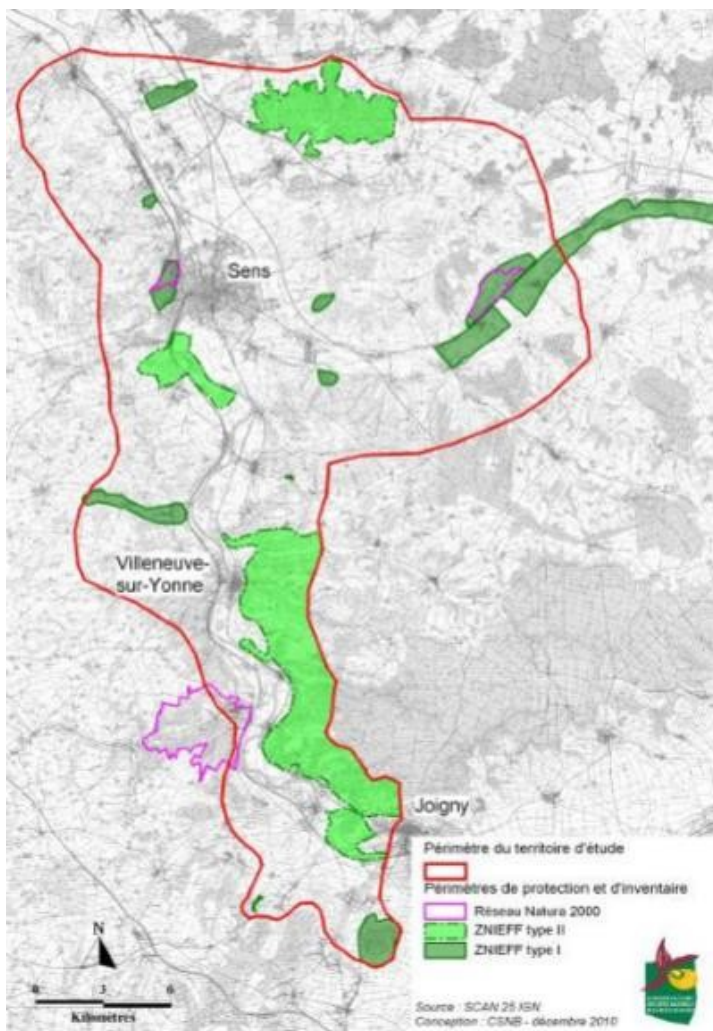 Sens
Villeneuve-
sur-Yonne
Joigny
Périmètre du territoire d'étude
Périmètres de protection et d'inventaire
Réseau Natura 2000
ZNIEFF type II
ZNIEFF type I
N
0 3 6
Kilomètres
Source : SCAN 25 IGN
Conception : CSNB - décembre 2010